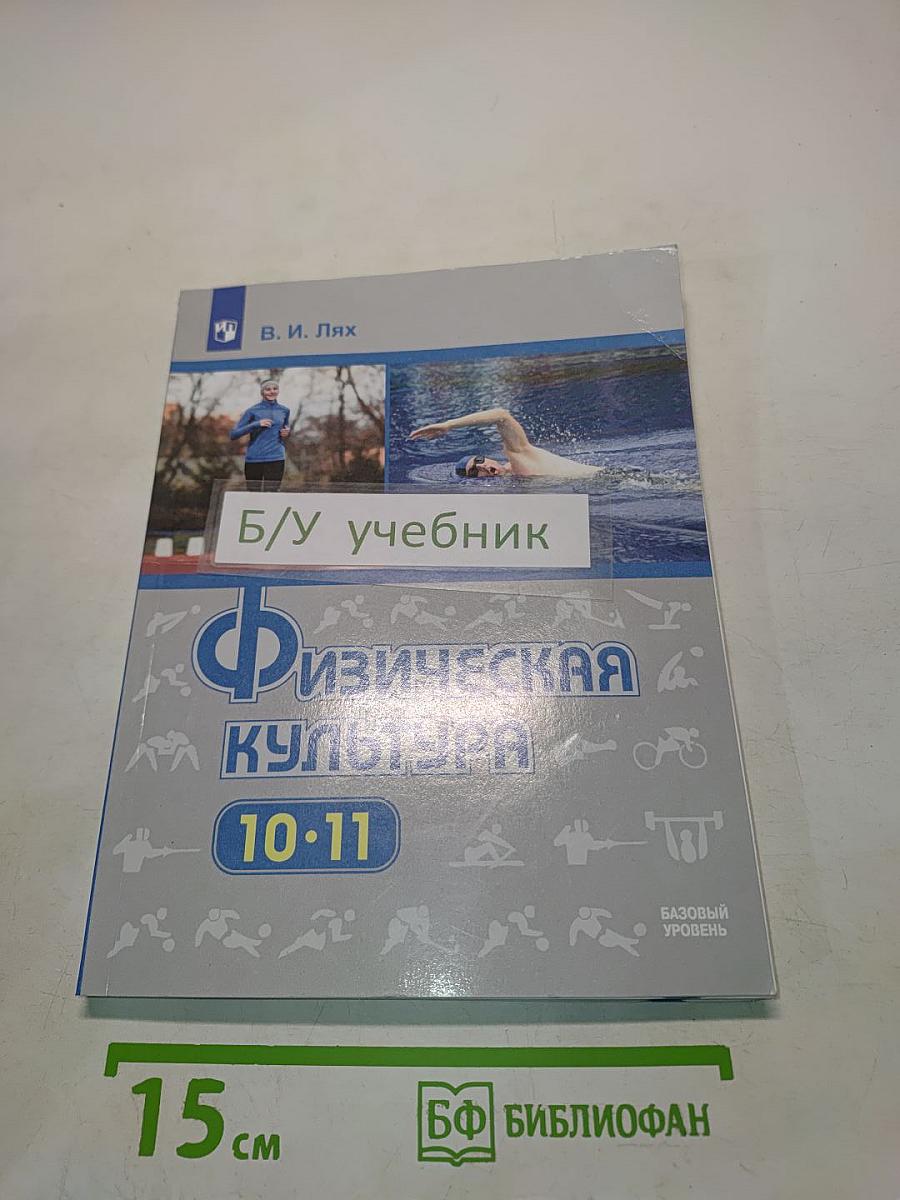 В. И. Лях
Б/У учебник
Физическая
культура
10·11
БАЗОВЫЙ
УРОВЕНЬ
15 см
БФ БИБЛИОФАН